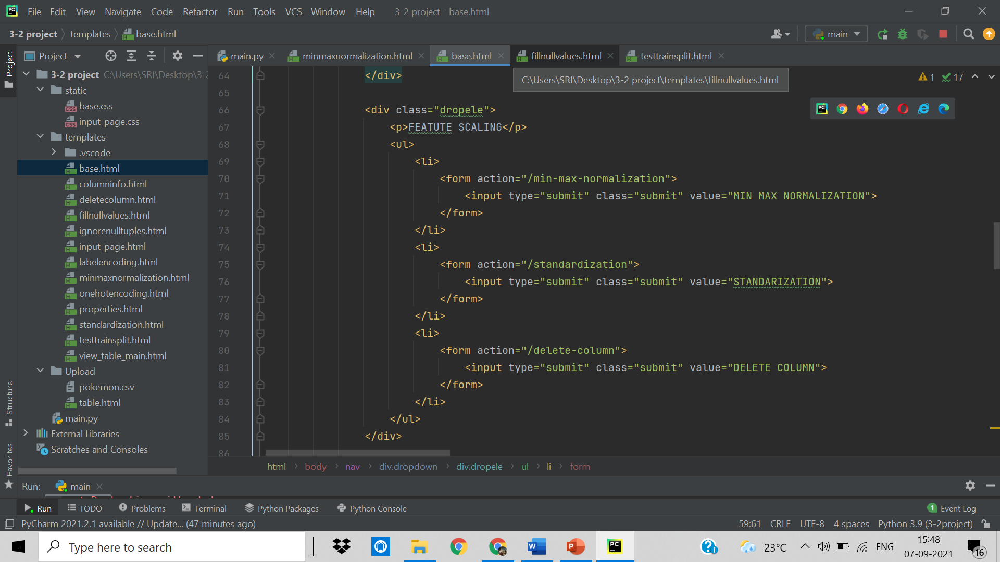 File Edit View Navigate Code Refactor Run Tools VCS Window Help 3-2 project - base.html
3-2 project templates base.html main
Project main.py minmaxnormalization.html base.html fillnullvalues.html testtrainsplit.html
Project
Structure
Favorites
3-2 project C:\Users\SRI\Desktop\3-2
static
base.css
input_page.css
templates
.vscode
base.html
columninfo.html
deletecolumn.html
fillnullvalues.html
ignorenulltuples.html
input_page.html
labelencoding.html
minmaxnormalization.html
onehotencoding.html
properties.html
standardization.html
testtrainsplit.html
view_table_main.html
Upload
pokemon.csv
table.html
main.py
External Libraries
Scratches and Consoles
C:\Users\SRI\Desktop\3-2 project\templates\fillnullvalues.html
1 17
64 </div>
65
66 <div class="dropele">
67 <p>FEATUTE SCALING</p>
68 <ul>
69 <li>
70 <form action="/min-max-normalization">
71 <input type="submit" class="submit" value="MIN MAX NORMALIZATION">
72 </form>
73 </li>
74 <li>
75 <form action="/standardization">
76 <input type="submit" class="submit" value="STANDARIZATION">
77 </form>
78 </li>
79 <li>
80 <form action="/delete-column">
81 <input type="submit" class="submit" value="DELETE COLUMN">
82 </form>
83 </li>
84 </ul>
85 </div>
86
html body nav div.dropdown div.dropele ul li form
Run: main
Run TODO Problems Terminal Python Packages Python Console 1 Event Log
PyCharm 2021.2.1 available // Update... (47 minutes ago) 59:61 CRLF UTF-8 4 spaces Python 3.9 (3-2project)
Type here to search 23°C ENG 15:48
07-09-2021 16